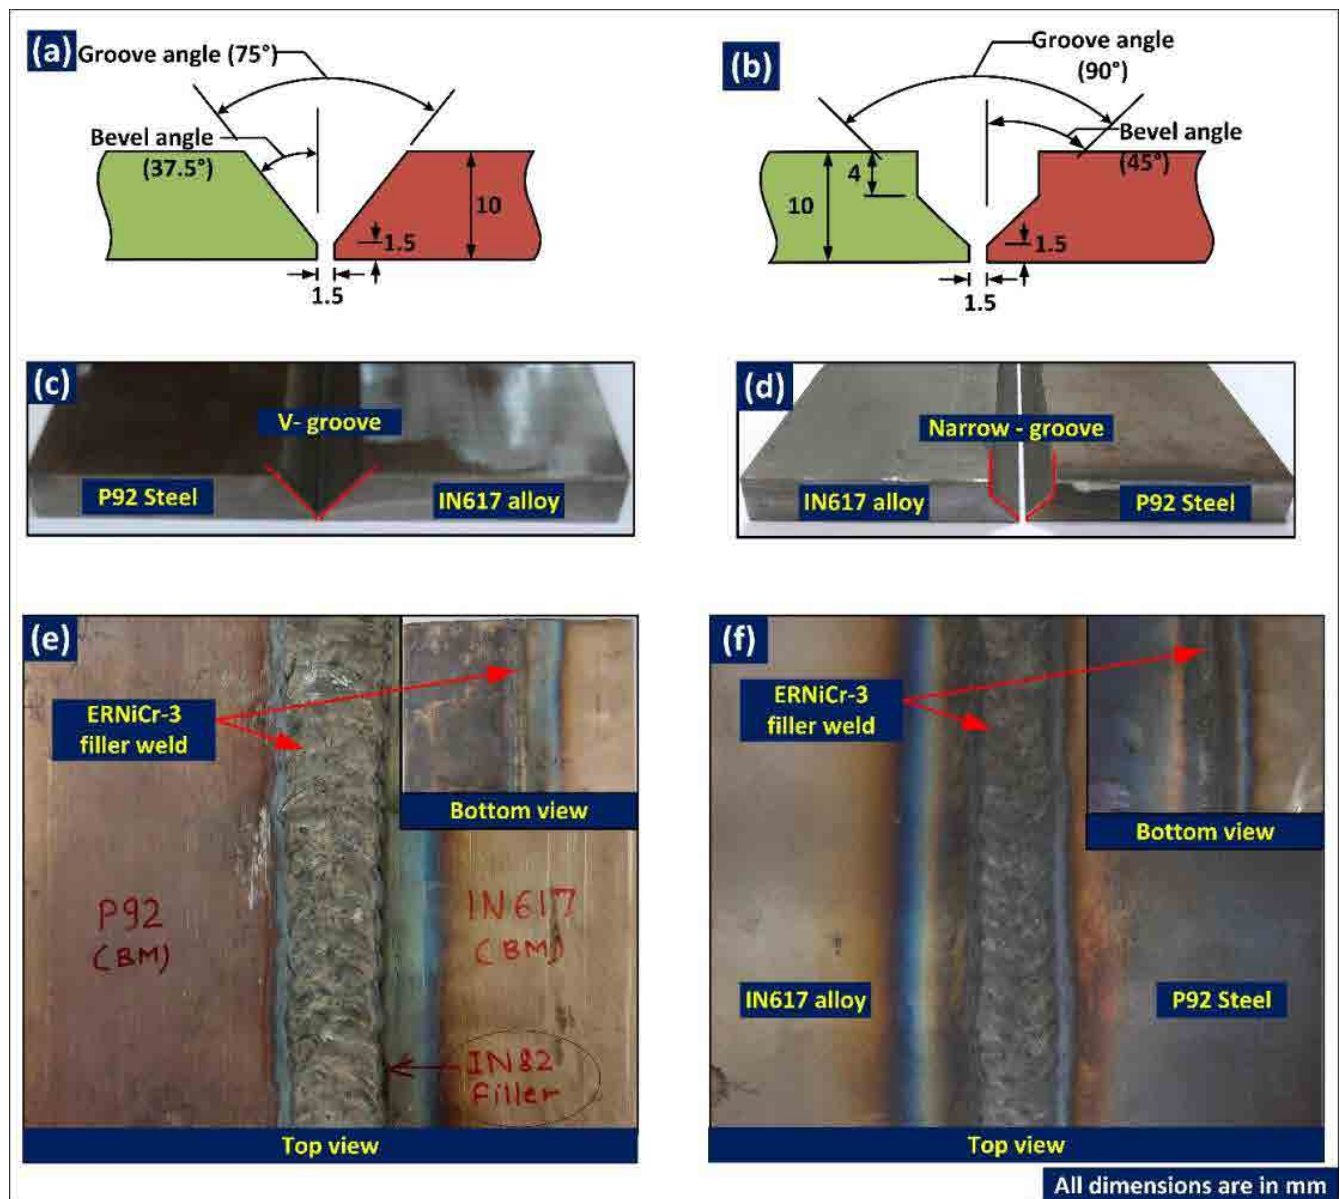 (a)
Groove angle (75°)
Bevel angle
(37.5°)
10
1.5
1.5
(b)
Groove angle
(90°)
Bevel angle
(45°)
4
10
1.5
1.5
(c)
V- groove
P92 Steel
IN617 alloy
(d)
Narrow - groove
IN617 alloy
P92 Steel
(e)
ERNiCr-3
filler weld
Bottom view
P92
(BM)
IN617
(BM)
IN82
Filler
Top view
(f)
ERNiCr-3
filler weld
Bottom view
IN617 alloy
P92 Steel
Top view
All dimensions are in mm